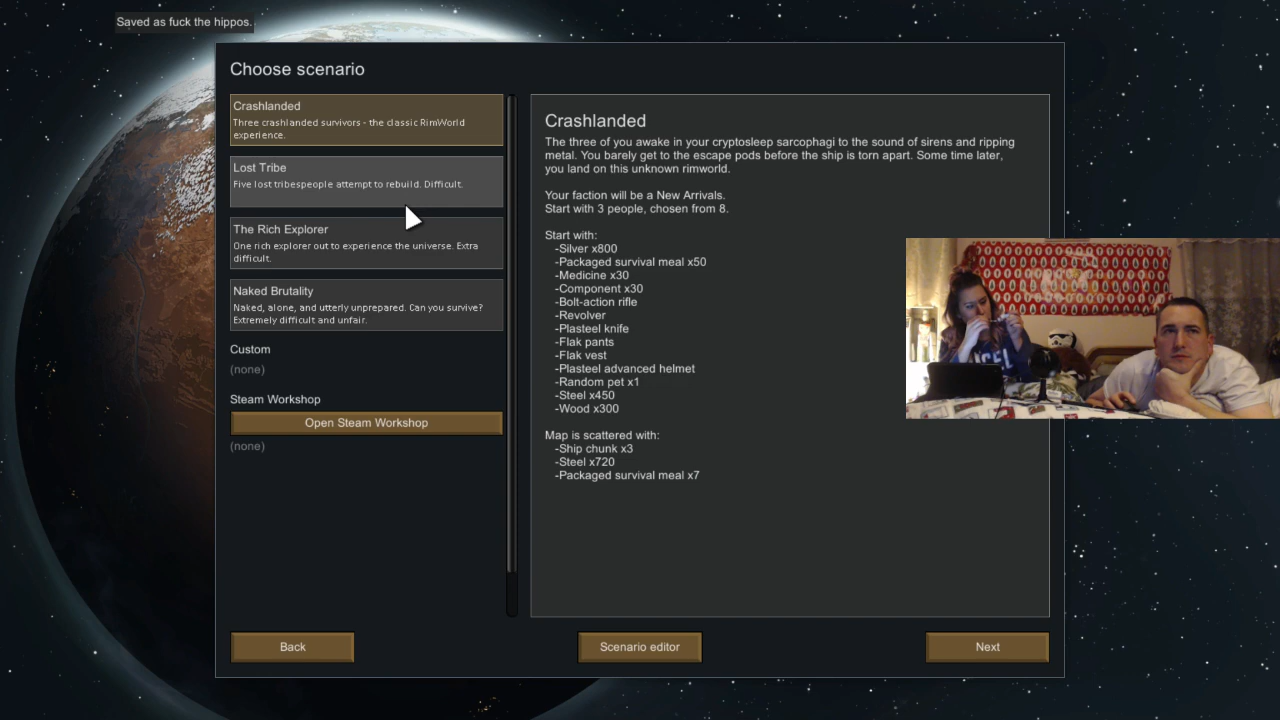 Saved as fuck the hippos.
Choose scenario
Crashlanded
Three crashlanded survivors - the classic RimWorld
experience.
Lost Tribe
Five lost tribespeople attempt to rebuild. Difficult.
The Rich Explorer
One rich explorer out to experience the universe. Extra
difficult.
Naked Brutality
Naked, alone, and utterly unprepared. Can you survive?
Extremely difficult and unfair.
Custom
(none)
Steam Workshop
Open Steam Workshop
(none)
Crashlanded
The three of you awake in your cryptosleep sarcophagi to the sound of sirens and ripping
metal. You barely get to the escape pods before the ship is torn apart. Some time later,
you land on this unknown rimworld.
Your faction will be a New Arrivals.
Start with 3 people, chosen from 8.
Start with:
-Silver x800
-Packaged survival meal x50
-Medicine x30
-Component x30
-Bolt-action rifle
-Revolver
-Plasteel knife
-Flak pants
-Flak vest
-Plasteel advanced helmet
-Random pet x1
-Steel x450
-Wood x300
Map is scattered with:
-Ship chunk x3
-Steel x720
-Packaged survival meal x7
Back
Scenario editor
Next